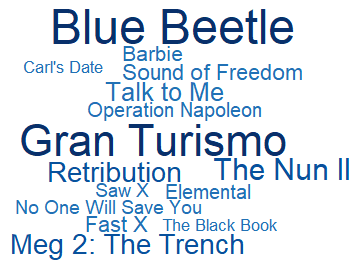 Blue Beetle
Barbie
Carl's Date
Sound of Freedom
Talk to Me
Operation Napoleon
Gran Turismo
Retribution
The Nun II
Saw X
Elemental
No One Will Save You
Fast X
The Black Book
Meg 2: The Trench